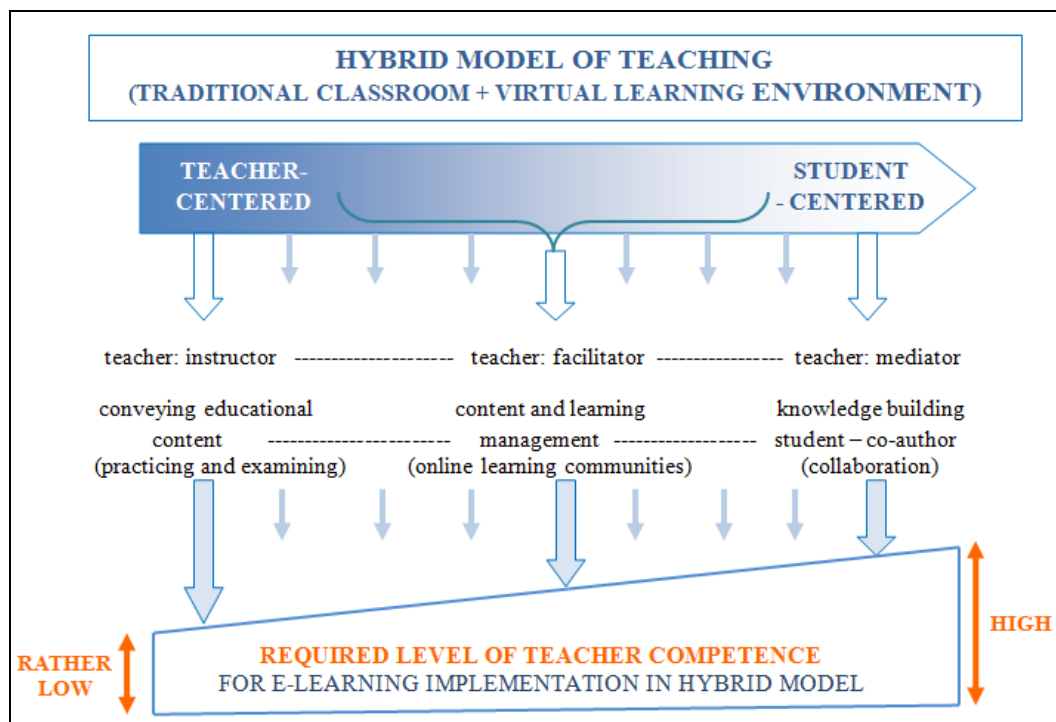 HYBRID MODEL OF TEACHING
(TRADITIONAL CLASSROOM + VIRTUAL LEARNING ENVIRONMENT)
TEACHER-
CENTERED
STUDENT
- CENTERED
teacher: instructor ---------------------- teacher: facilitator ----------------- teacher: mediator
conveying educational
content
(practicing and examining)
content and learning
management
(online learning communities)
knowledge building
student – co-author
(collaboration)
RATHER
LOW
REQUIRED LEVEL OF TEACHER COMPETENCE
FOR E-LEARNING IMPLEMENTATION IN HYBRID MODEL
HIGH